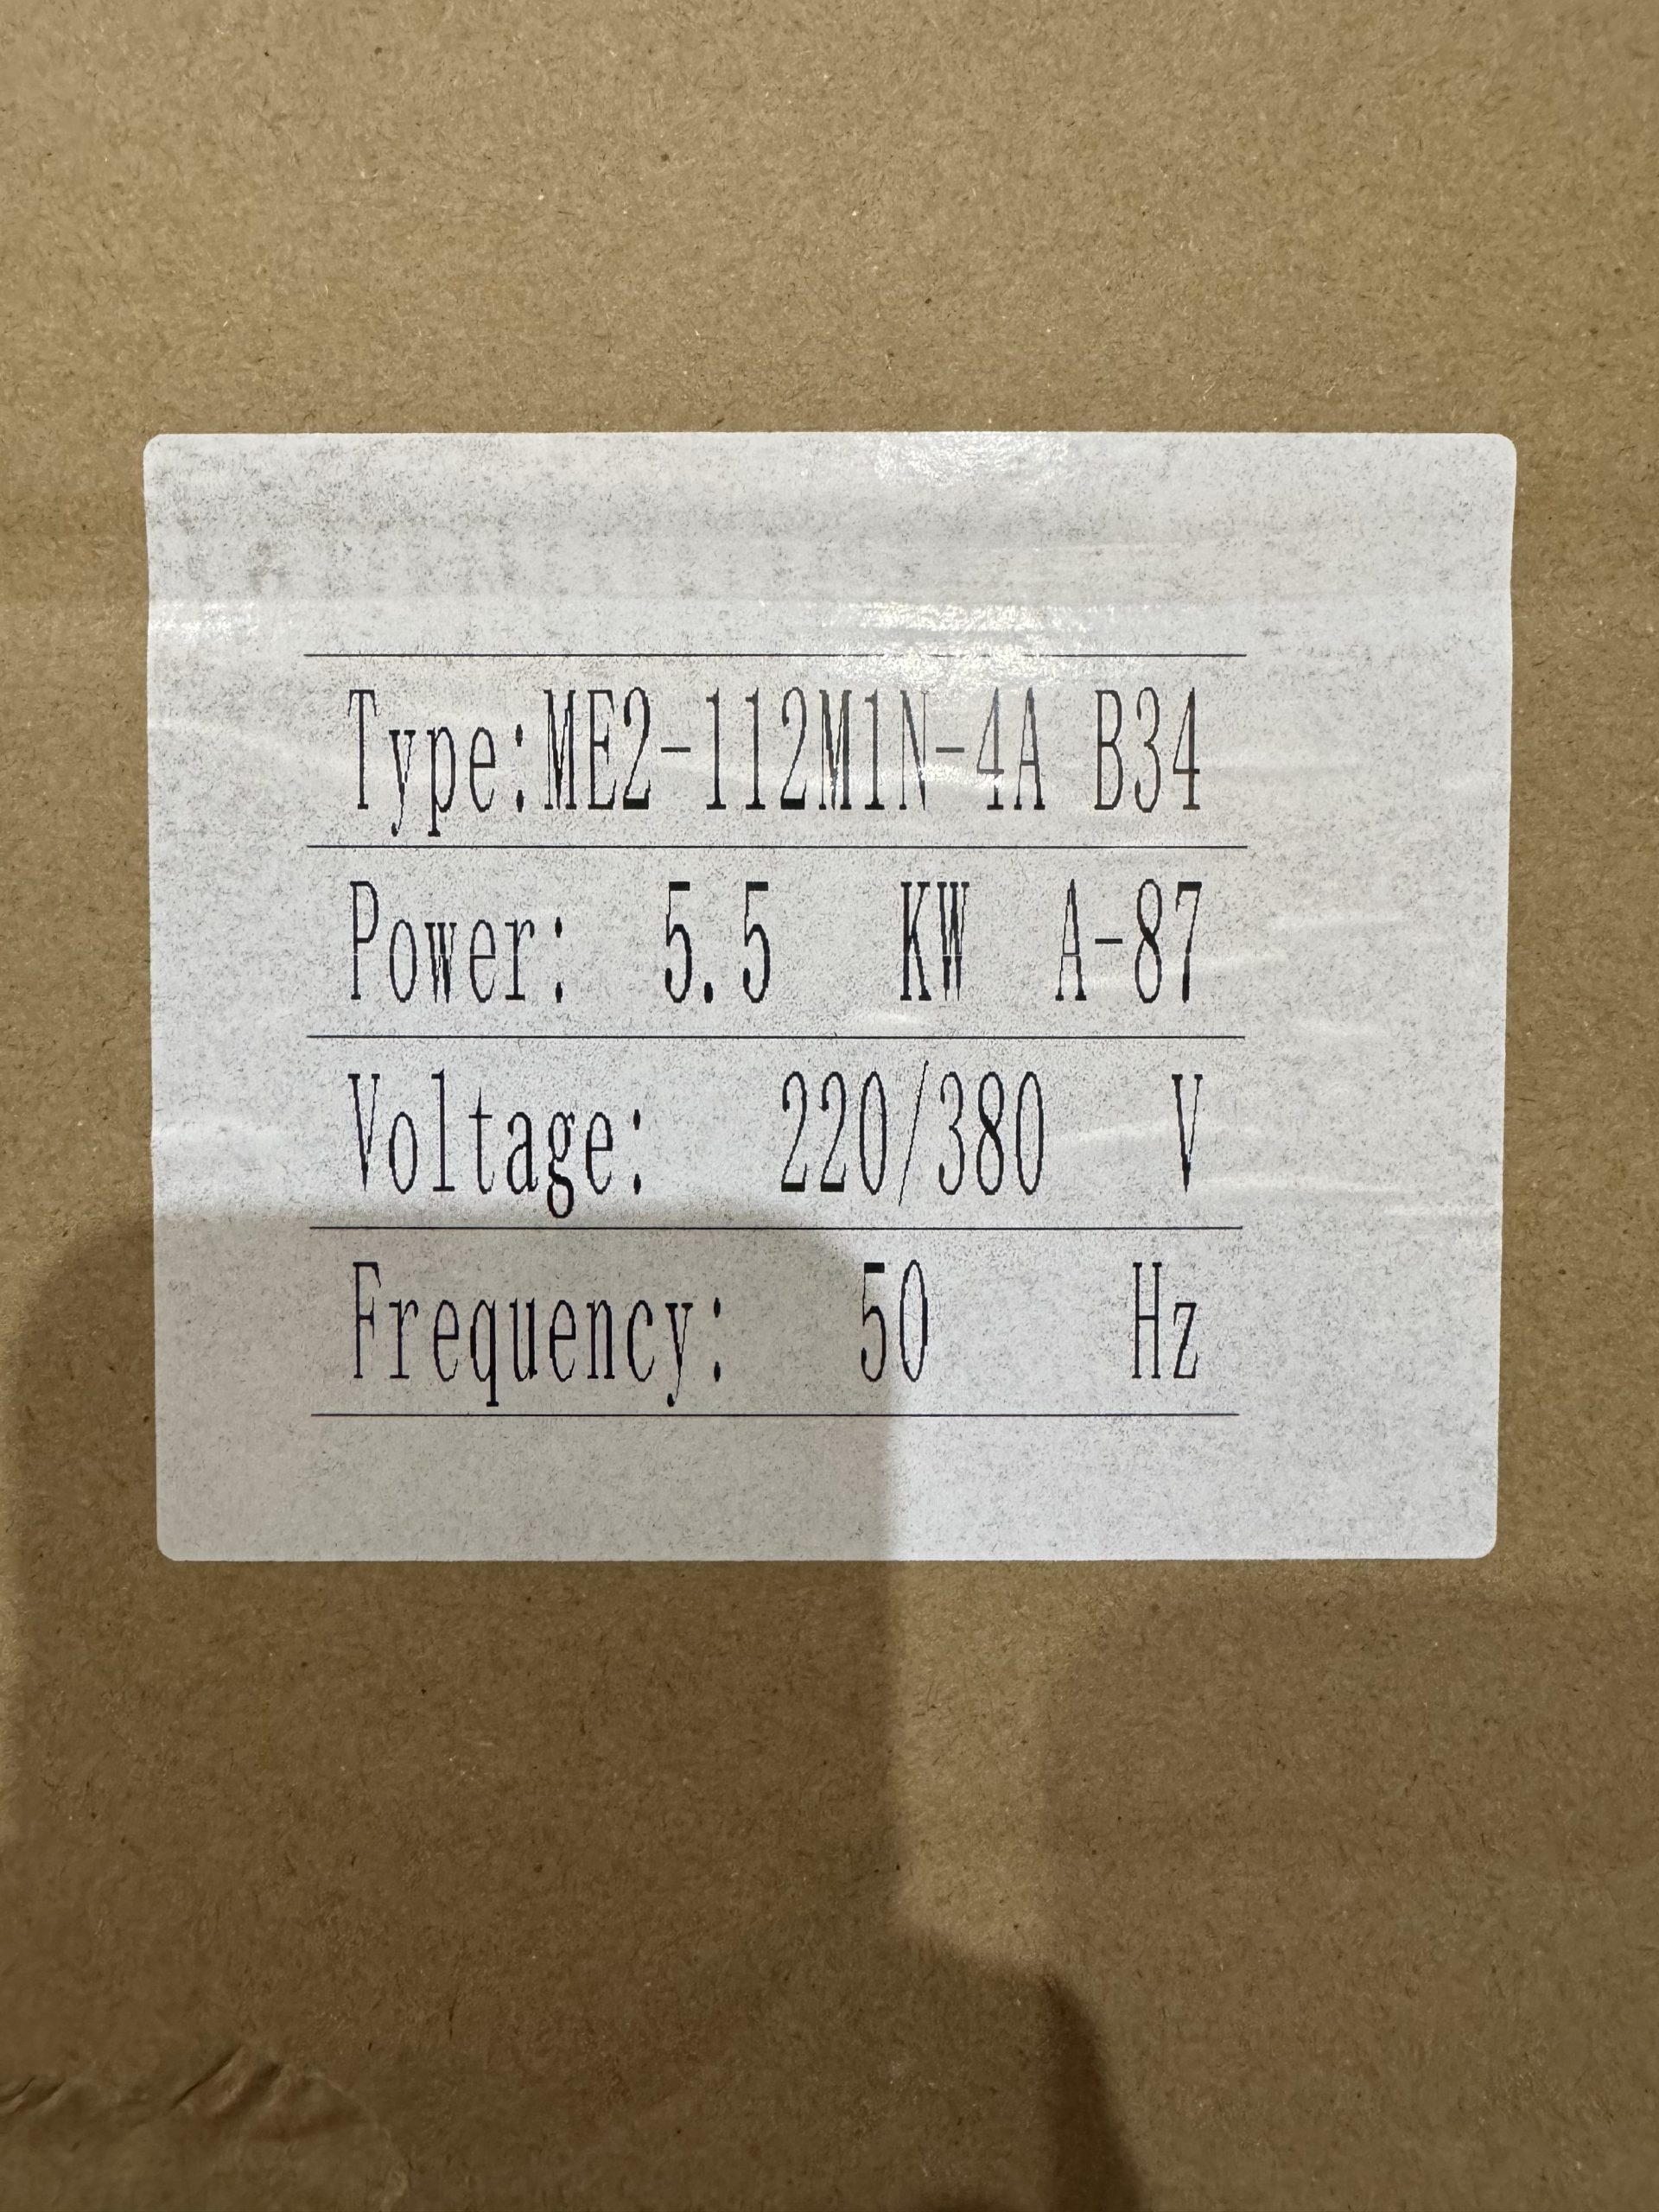 Type:ME2-112M1N-4A B34
Power: 5.5 KW A-87
Voltage: 220/380 V
Frequency: 50 Hz